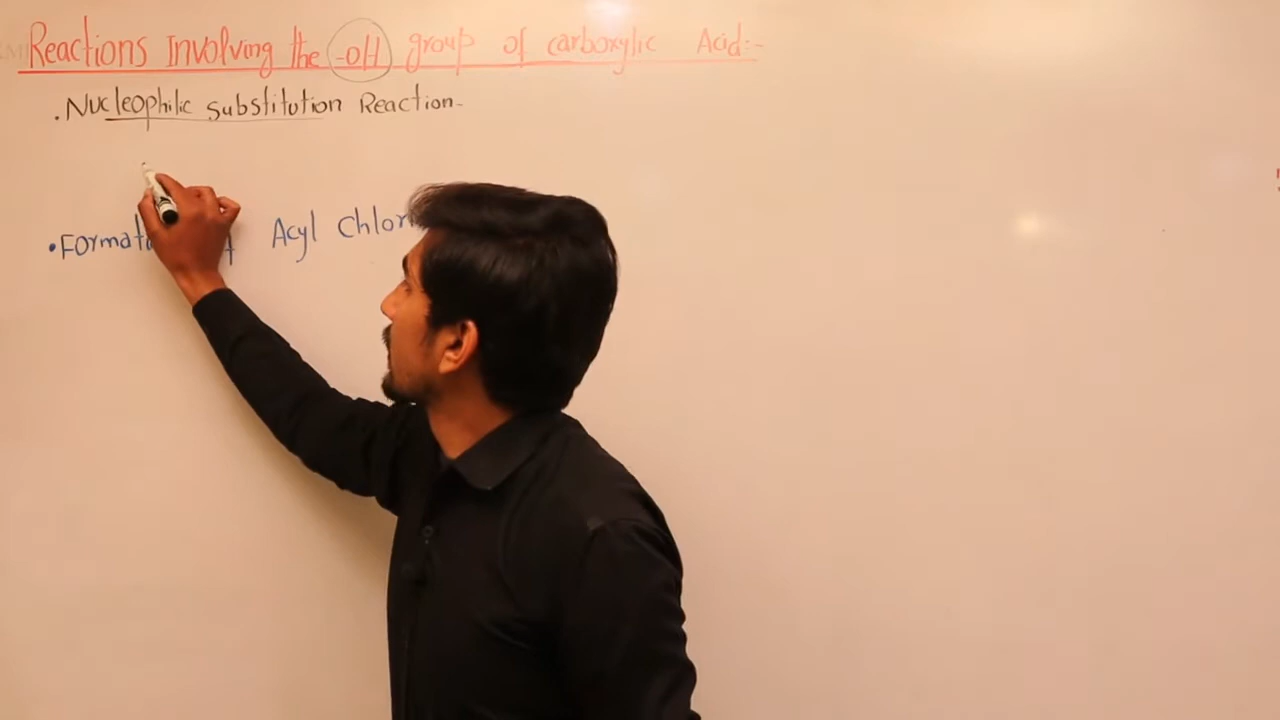 Reactions Involving the -oH group of carboxylic Acid:-
. Nucleophilic substitution Reaction-
• Acyl